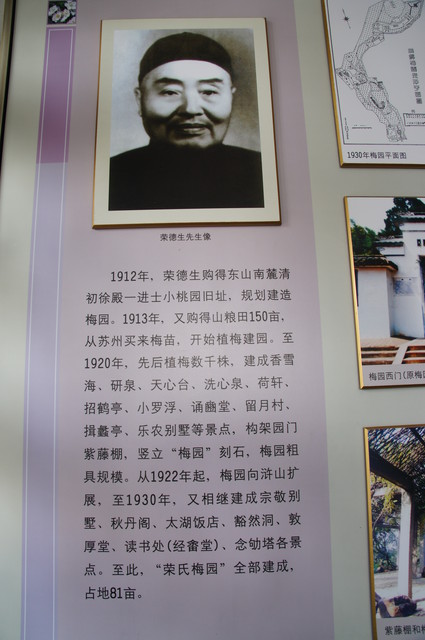 荣德生先生像
1912年，荣德生购得东山南麓清
初徐殿一进士小桃园旧址，规划建造
梅园。1913年，又购得山粮田150亩，
从苏州买来梅苗，开始植梅建园。至
1920年，先后植梅数千株，建成香雪
海、研泉、天心台、洗心泉、荷轩、
招鹤亭、小罗浮、诵豳堂、留月村、
揖蠡亭、乐农别墅等景点，构架园门
紫藤棚，竖立“梅园”刻石，梅园粗
具规模。从1922年起，梅园向浒山扩
展，至1930年，又相继建成宗敬别
墅、秋丹阁、太湖饭店、豁然洞、敦
厚堂、读书处（经畬堂）、念劬塔各景
点。至此，“荣氏梅园”全部建成，
占地81亩。
1930年梅园平面图
梅园西门（原梅
紫藤棚和